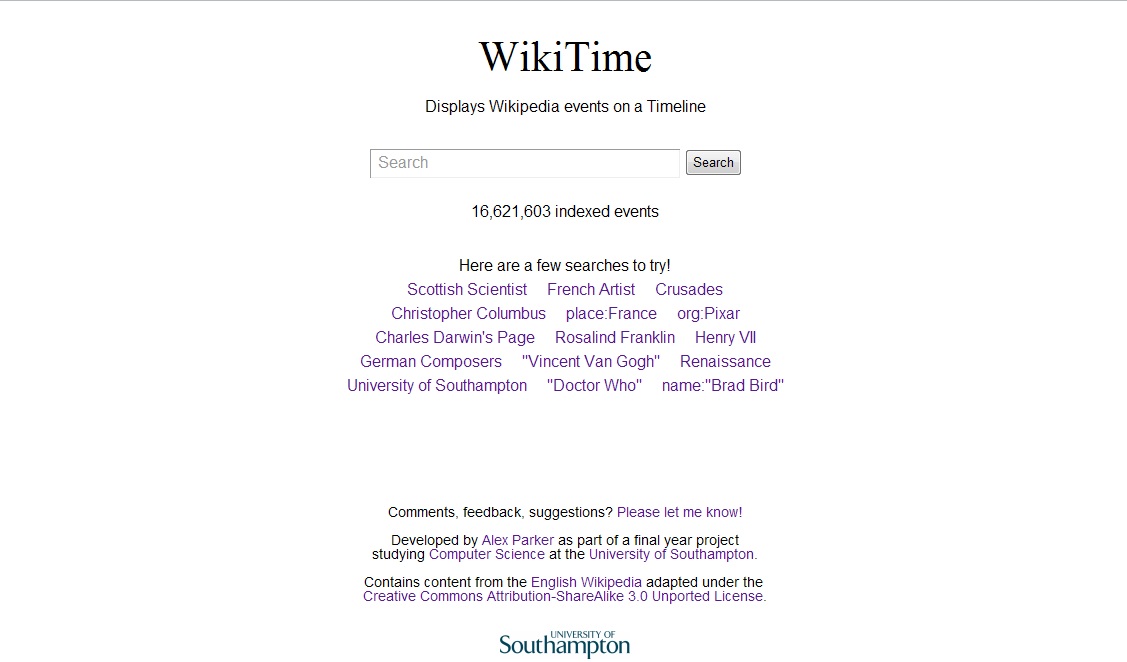 WikiTime
Displays Wikipedia events on a Timeline
Search Search
16,621,603 indexed events
Here are a few searches to try!
Scottish Scientist French Artist Crusades
Christopher Columbus place:France org:Pixar
Charles Darwin's Page Rosalind Franklin Henry VII
German Composers "Vincent Van Gogh" Renaissance
University of Southampton "Doctor Who" name:"Brad Bird"
Comments, feedback, suggestions? Please let me know!
Developed by Alex Parker as part of a final year project
studying Computer Science at the University of Southampton.
Contains content from the English Wikipedia adapted under the
Creative Commons Attribution-ShareAlike 3.0 Unported License.
UNIVERSITY OF
Southampton